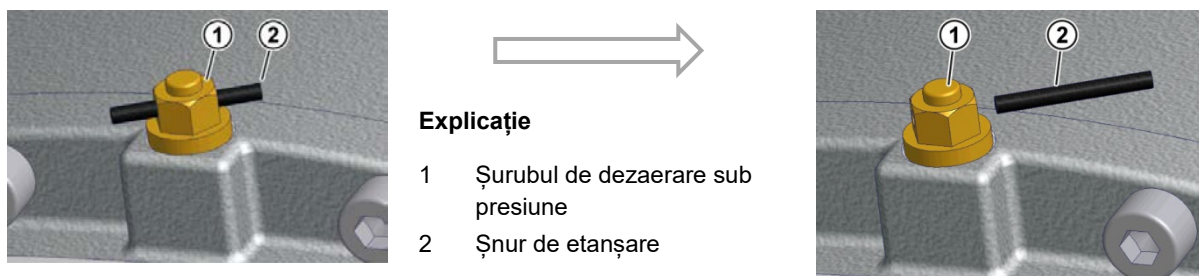 1 2
1 2
Explicație
1 Șurubul de dezaerare sub
presiune
2 Șnur de etanșare